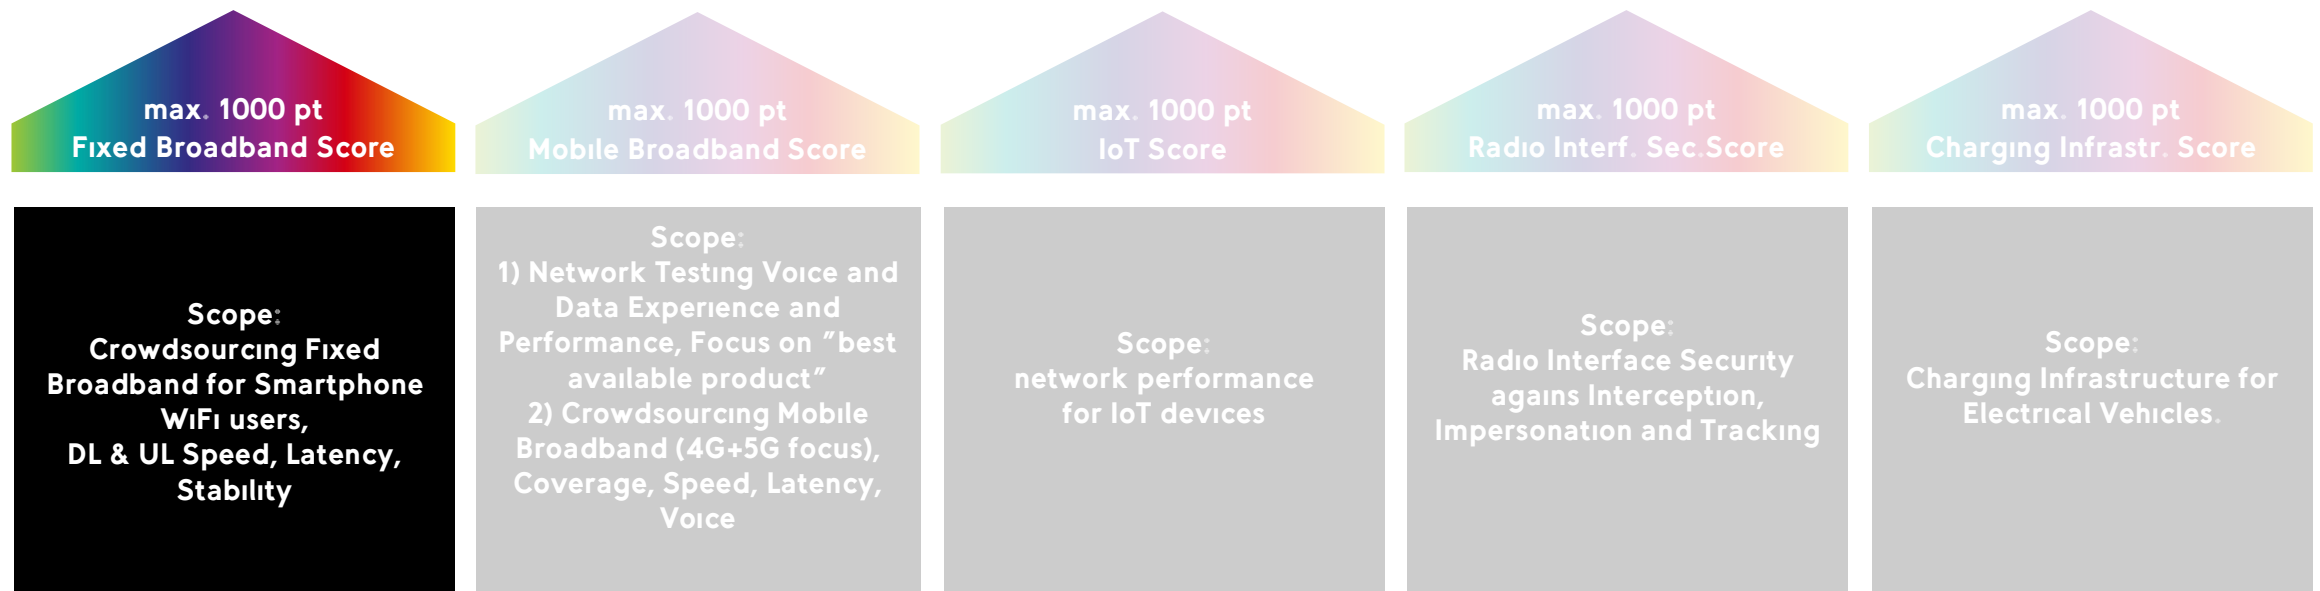 max. 1000 pt
Fixed Broadband Score
max. 1000 pt
Mobile Broadband Score
max. 1000 pt
IoT Score
max. 1000 pt
Radio Interf. Sec.Score
max. 1000 pt
Charging Infrastr. Score
Scope:
Crowdsourcing Fixed
Broadband for Smartphone
WiFi users,
DL & UL Speed, Latency,
Stability
Scope:
1) Network Testing Voice and
Data Experience and
Performance, Focus on "best
available product"
2) Crowdsourcing Mobile
Broadband (4G+5G focus),
Coverage, Speed, Latency,
Voice
Scope:
network performance
for IoT devices
Scope:
Radio Interface Security
agains Interception,
Impersonation and Tracking
Scope:
Charging Infrastructure for
Electrical Vehicles.